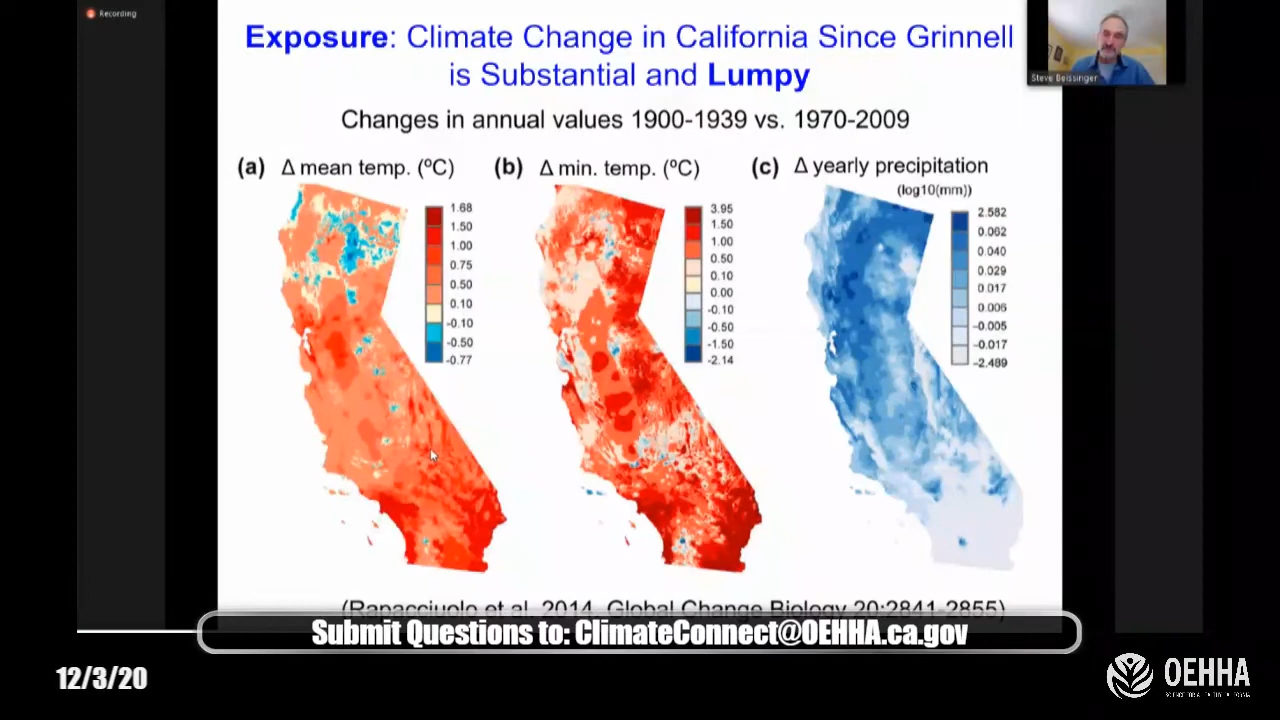 Recording
Exposure: Climate Change in California Since Grinnell
is Substantial and Lumpy
Steve Beissinger
Changes in annual values 1900-1939 vs. 1970-2009
(a) Δ mean temp. (ºC)
1.68
1.50
1.00
0.75
0.50
0.10
-0.10
-0.50
-0.77
(b) Δ min. temp. (ºC)
3.95
1.50
1.00
0.50
0.10
0.00
-0.10
-0.50
-1.50
-2.14
(c) Δ yearly precipitation
(log10(mm))
2.582
0.062
0.040
0.029
0.017
0.006
-0.005
-0.017
-2.489
(Rapacciuolo et al. 2014. Global Change Biology 20:2841-2855)
Submit Questions to: ClimateConnect@OEHHA.ca.gov
12/3/20
OEHHA